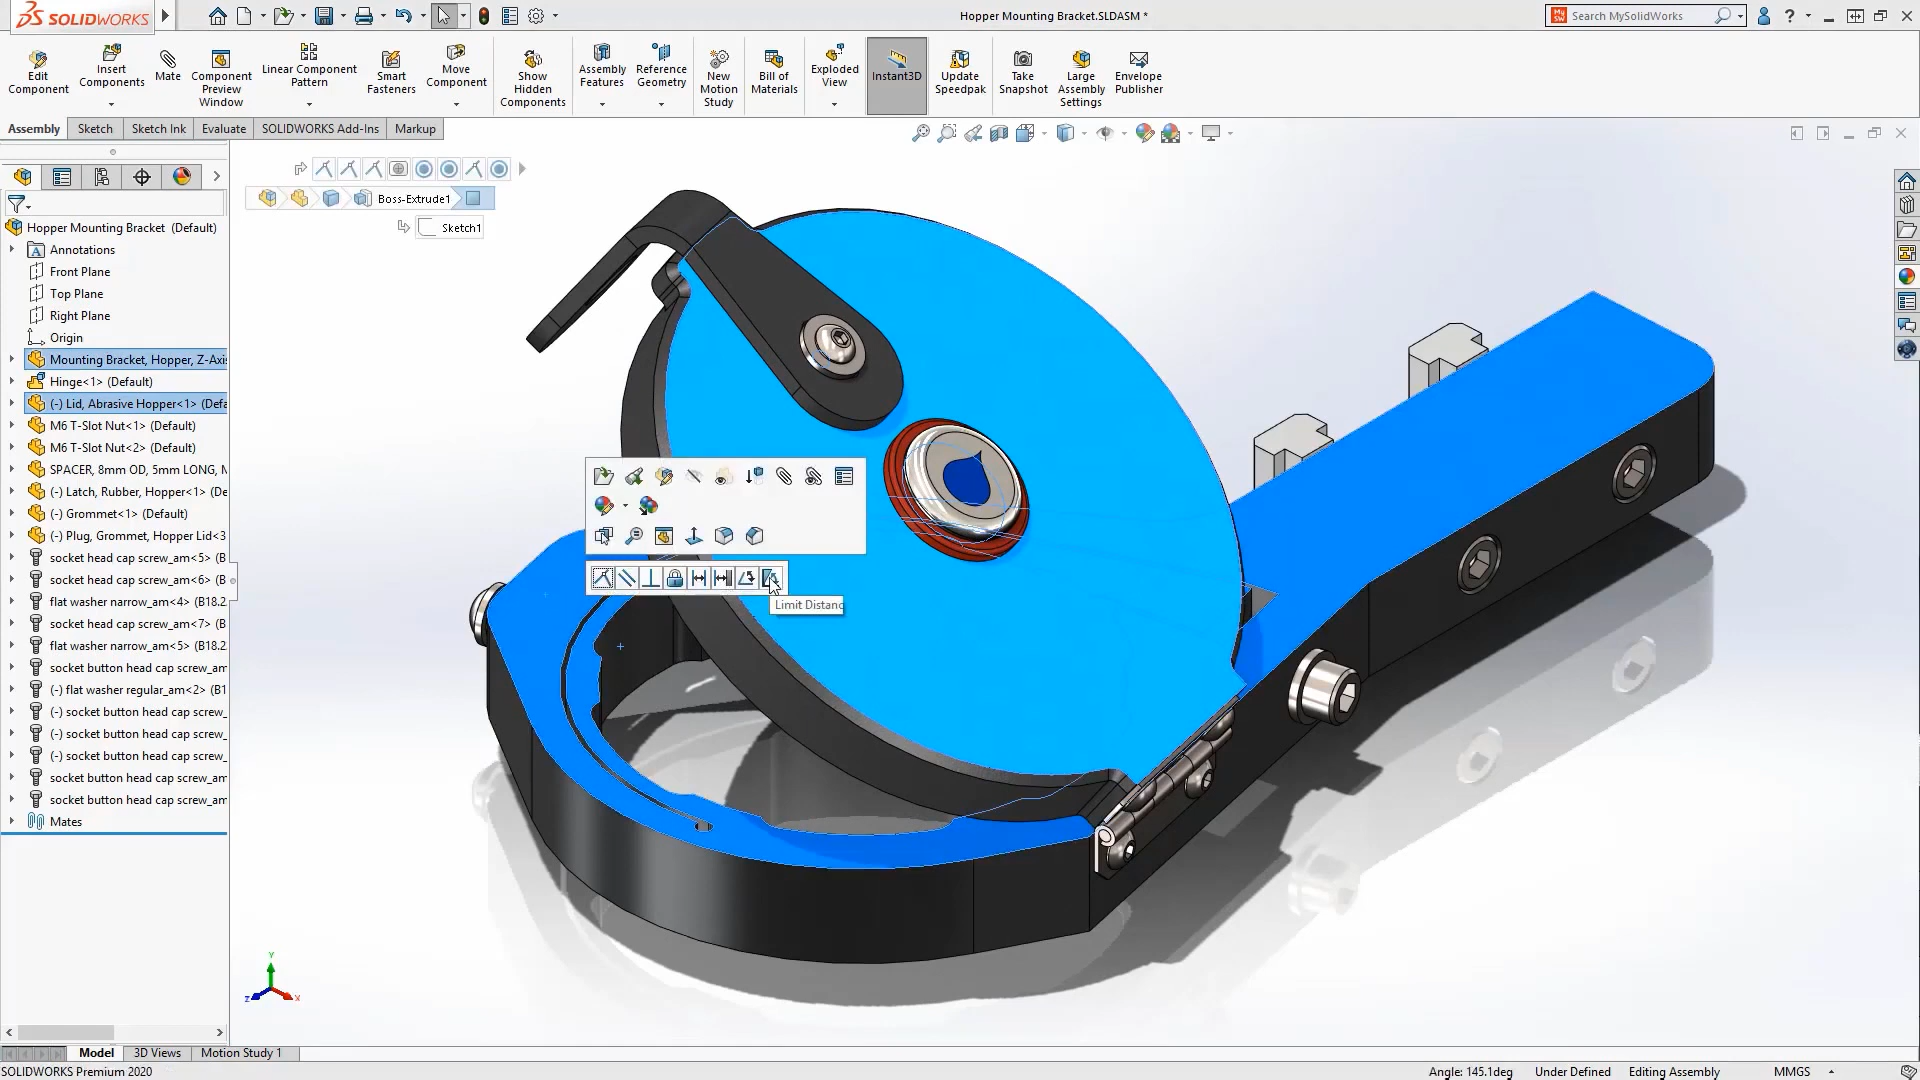 SOLIDWORKS
Hopper Mounting Bracket.SLDASM *
Search MySolidWorks
Edit Component
Insert Components
Mate
Component Preview Window
Linear Component Pattern
Smart Fasteners
Move Component
Show Hidden Components
Assembly Features
Reference Geometry
New Motion Study
Bill of Materials
Exploded View
Instant3D
Update Speedpak
Take Snapshot
Large Assembly Settings
Envelope Publisher
Assembly
Sketch
Sketch Ink
Evaluate
SOLIDWORKS Add-Ins
Markup
Boss-Extrude1
Sketch1
Hopper Mounting Bracket (Default)
Annotations
Front Plane
Top Plane
Right Plane
Origin
Mounting Bracket, Hopper, Z-Axi
Hinge<1> (Default)
(-) Lid, Abrasive Hopper<1> (Defa
M6 T-Slot Nut<1> (Default)
M6 T-Slot Nut<2> (Default)
SPACER, 8mm OD, 5mm LONG, M
(-) Latch, Rubber, Hopper<1> (De
(-) Grommet<1> (Default)
(-) Plug, Grommet, Hopper Lid<3
socket head cap screw_am<5> (B
socket head cap screw_am<6> (B
flat washer narrow_am<4> (B18.2
socket head cap screw_am<7> (B
flat washer narrow_am<5> (B18.2
socket button head cap screw_am
(-) flat washer regular_am<2> (B1
(-) socket button head cap screw_
(-) socket button head cap screw_
(-) socket button head cap screw_
socket button head cap screw_am
socket button head cap screw_am
Mates
Limit Distanc
Y
Z
X
Model
3D Views
Motion Study 1
SOLIDWORKS Premium 2020
Angle: 145.1deg
Under Defined
Editing Assembly
MMGS